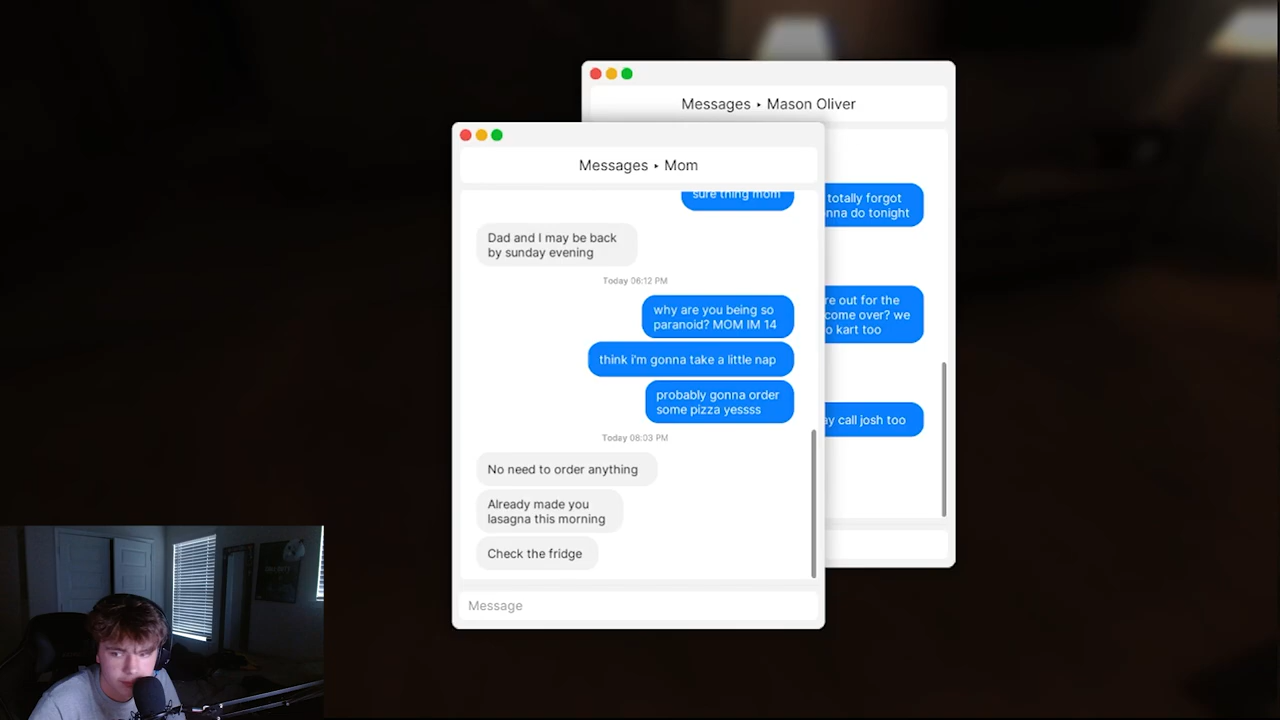 Messages ▸ Mason Oliver
totally forgot
nna do tonight
re out for the
come over? we
o kart too
ay call josh too
Messages ▸ Mom
sure thing mom
Dad and I may be back
by sunday evening
Today 06:12 PM
why are you being so
paranoid? MOM IM 14
think i'm gonna take a little nap
probably gonna order
some pizza yessss
Today 08:03 PM
No need to order anything
Already made you
lasagna this morning
Check the fridge
Message